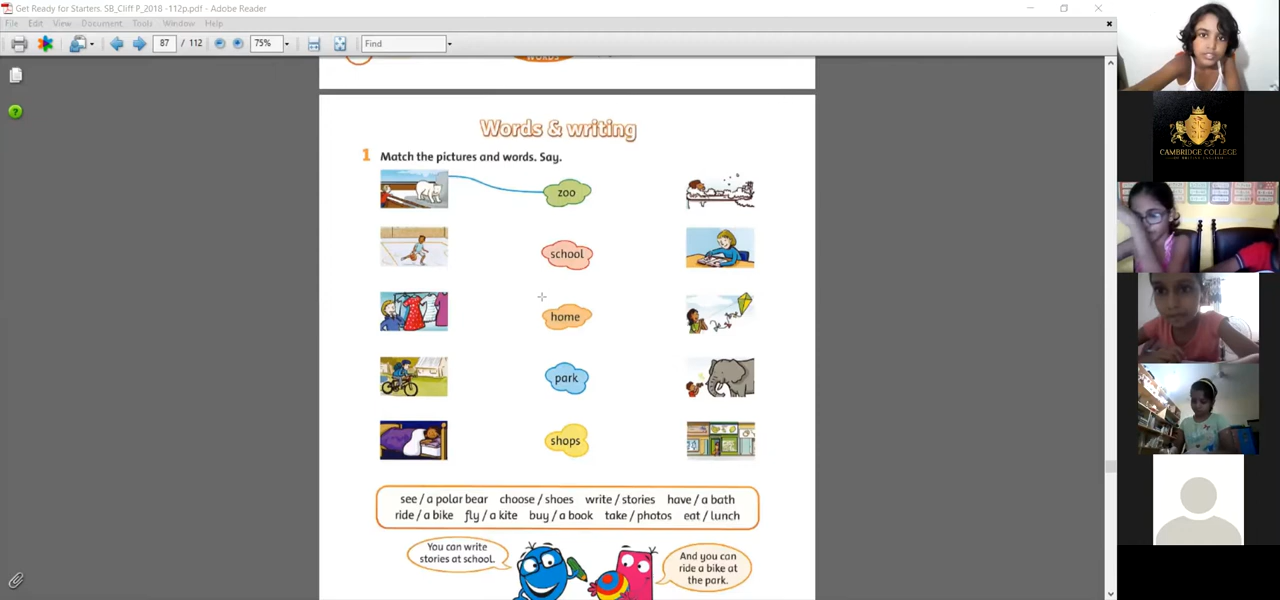 Get Ready for Starters. SB_Cliff P_2018 -112p.pdf - Adobe Reader
File Edit View Document Tools Window Help
87 / 112 75% Find
WORDS
Words & writing
1 Match the pictures and words. Say.
zoo
school
home
park
shops
see / a polar bear choose / shoes write / stories have / a bath
ride / a bike fly / a kite buy / a book take / photos eat / lunch
You can write
stories at school.
And you can
ride a bike at
the park.
CAMBRIDGE COLLEGE